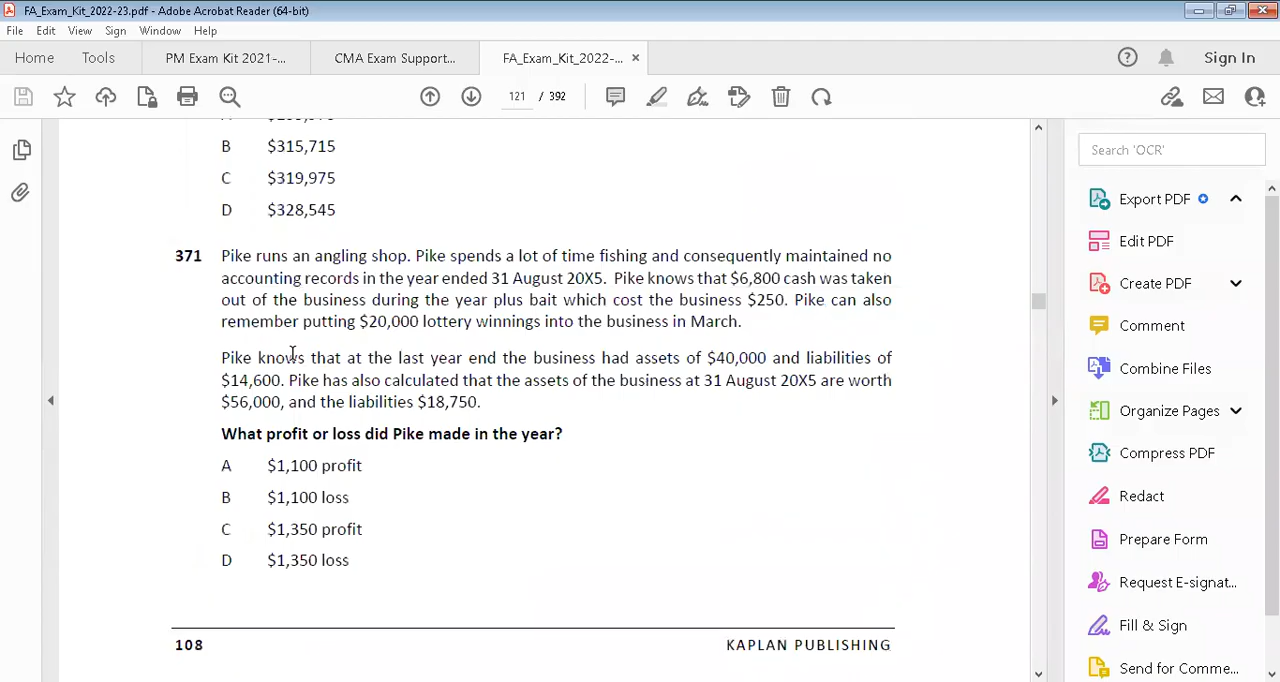 FA_Exam_Kit_2022-23.pdf - Adobe Acrobat Reader (64-bit)
File Edit View Sign Window Help
Home Tools PM Exam Kit 2021-... CMA Exam Support... FA_Exam_Kit_2022-... × Sign In
121 / 392
B $315,715
C $319,975
D $328,545
371 Pike runs an angling shop. Pike spends a lot of time fishing and consequently maintained no
accounting records in the year ended 31 August 20X5. Pike knows that $6,800 cash was taken
out of the business during the year plus bait which cost the business $250. Pike can also
remember putting $20,000 lottery winnings into the business in March.
Pike knows that at the last year end the business had assets of $40,000 and liabilities of
$14,600. Pike has also calculated that the assets of the business at 31 August 20X5 are worth
$56,000, and the liabilities $18,750.
What profit or loss did Pike made in the year?
A $1,100 profit
B $1,100 loss
C $1,350 profit
D $1,350 loss
108 KAPLAN PUBLISHING
Search 'OCR'
Export PDF
Edit PDF
Create PDF
Comment
Combine Files
Organize Pages
Compress PDF
Redact
Prepare Form
Request E-signat...
Fill & Sign
Send for Comme...